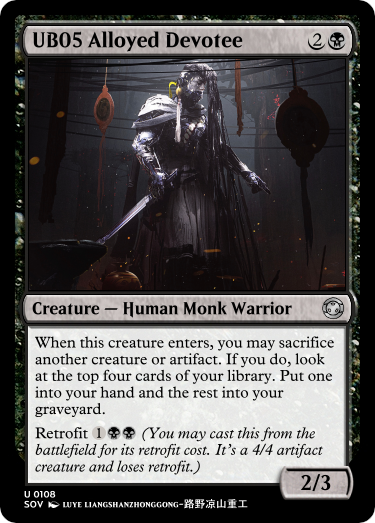 UB05 Alloyed Devotee 2
Creature — Human Monk Warrior
When this creature enters, you may sacrifice
another creature or artifact. If you do, look
at the top four cards of your library. Put one
into your hand and the rest into your
graveyard.
Retrofit 1 (You may cast this from the
battlefield for its retrofit cost. It's a 4/4 artifact
creature and loses retrofit.)
2/3
U 0108
SOV LUYE LIANGSHANZHONGGONG-路野凉山重工